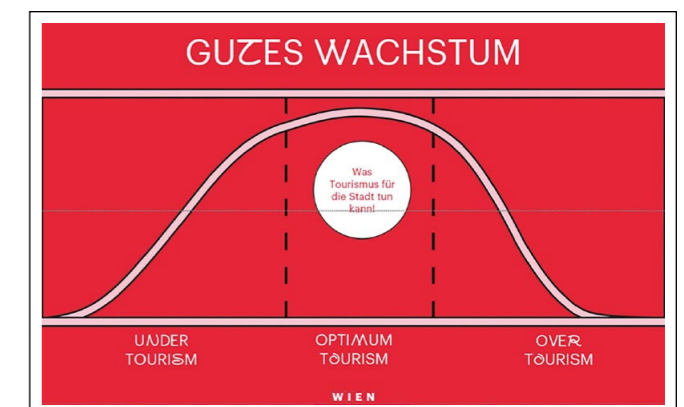 GUTES WACHSTUM
Was
Tourismus für
die Stadt tun
kann!
UNDER
TOURISM
OPTIMUM
TOURISM
OVER
TOURISM
WIEN